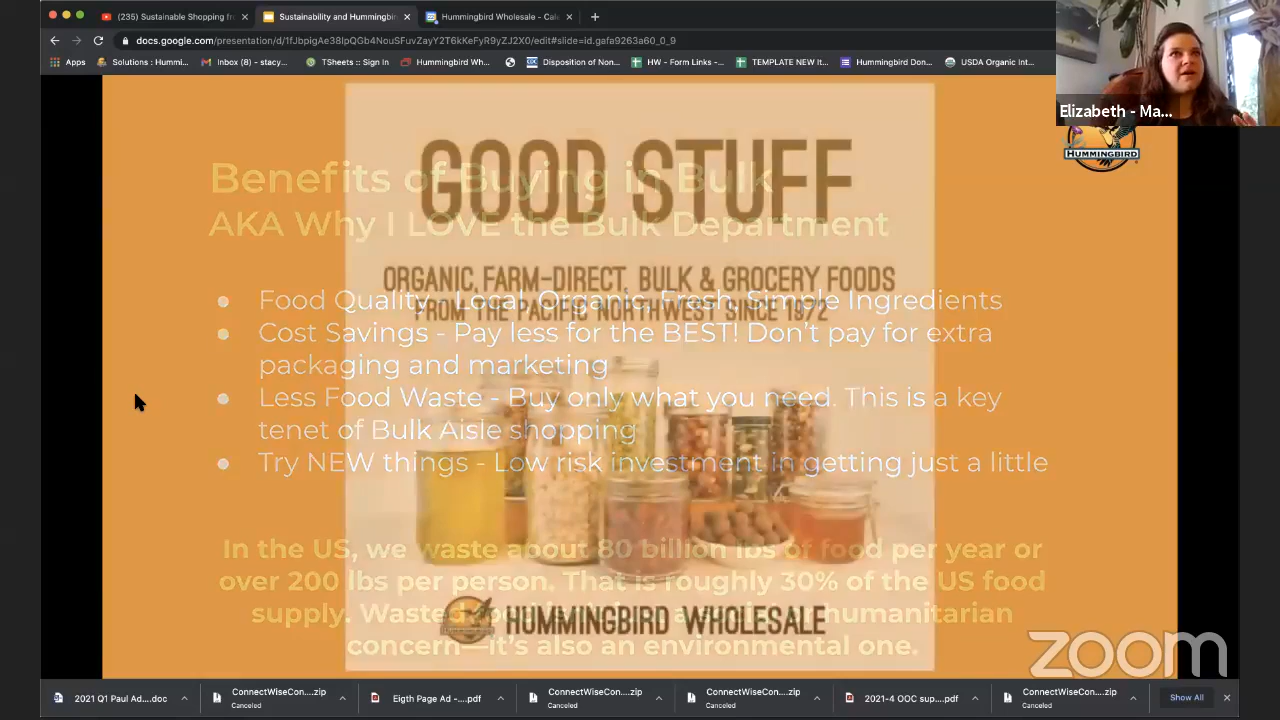 (235) Sustainable Shopping fr
Sustainability and Hummingbir
Hummingbird Wholesale - Cale
docs.google.com/presentation/d/1fJbpigAe38IpQGb4NouSFuvZayY2T6kKeFyR9yZJ2X0/edit#slide=id.gafa9263a60_0_9
Apps
Solutions : Hummi...
Inbox (8) - stacy...
TSheets :: Sign In
Hummingbird Wh...
Disposition of Non...
HW - Form Links -...
TEMPLATE NEW It...
Hummingbird Don...
USDA Organic Int...
Elizabeth - Ma...
HUMMINGBIRD
GOOD STUFF
ORGANIC, FARM-DIRECT, BULK & GROCERY FOODS
FROM THE PACIFIC NORTHWEST SINCE 1972
HUMMINGBIRD WHOLESALE
Benefits of Buying in Bulk
AKA Why I LOVE the Bulk Department
Food Quality - Local, Organic, Fresh, Simple Ingredients
Cost Savings - Pay less for the BEST! Don't pay for extra
packaging and marketing
Less Food Waste - Buy only what you need. This is a key
tenet of Bulk Aisle shopping
Try NEW things - Low risk investment in getting just a little
In the US, we waste about 80 billion lbs of food per year or
over 200 lbs per person. That is roughly 30% of the US food
supply. Wasted humanitarian
concern—it's also an environmental one.
zoom
2021 Q1 Paul Ad....doc
ConnectWiseCon....zip
Canceled
Eigth Page Ad -....pdf
ConnectWiseCon....zip
Canceled
ConnectWiseCon....zip
Canceled
2021-4 OOC sup....pdf
ConnectWiseCon....zip
Canceled
Show All